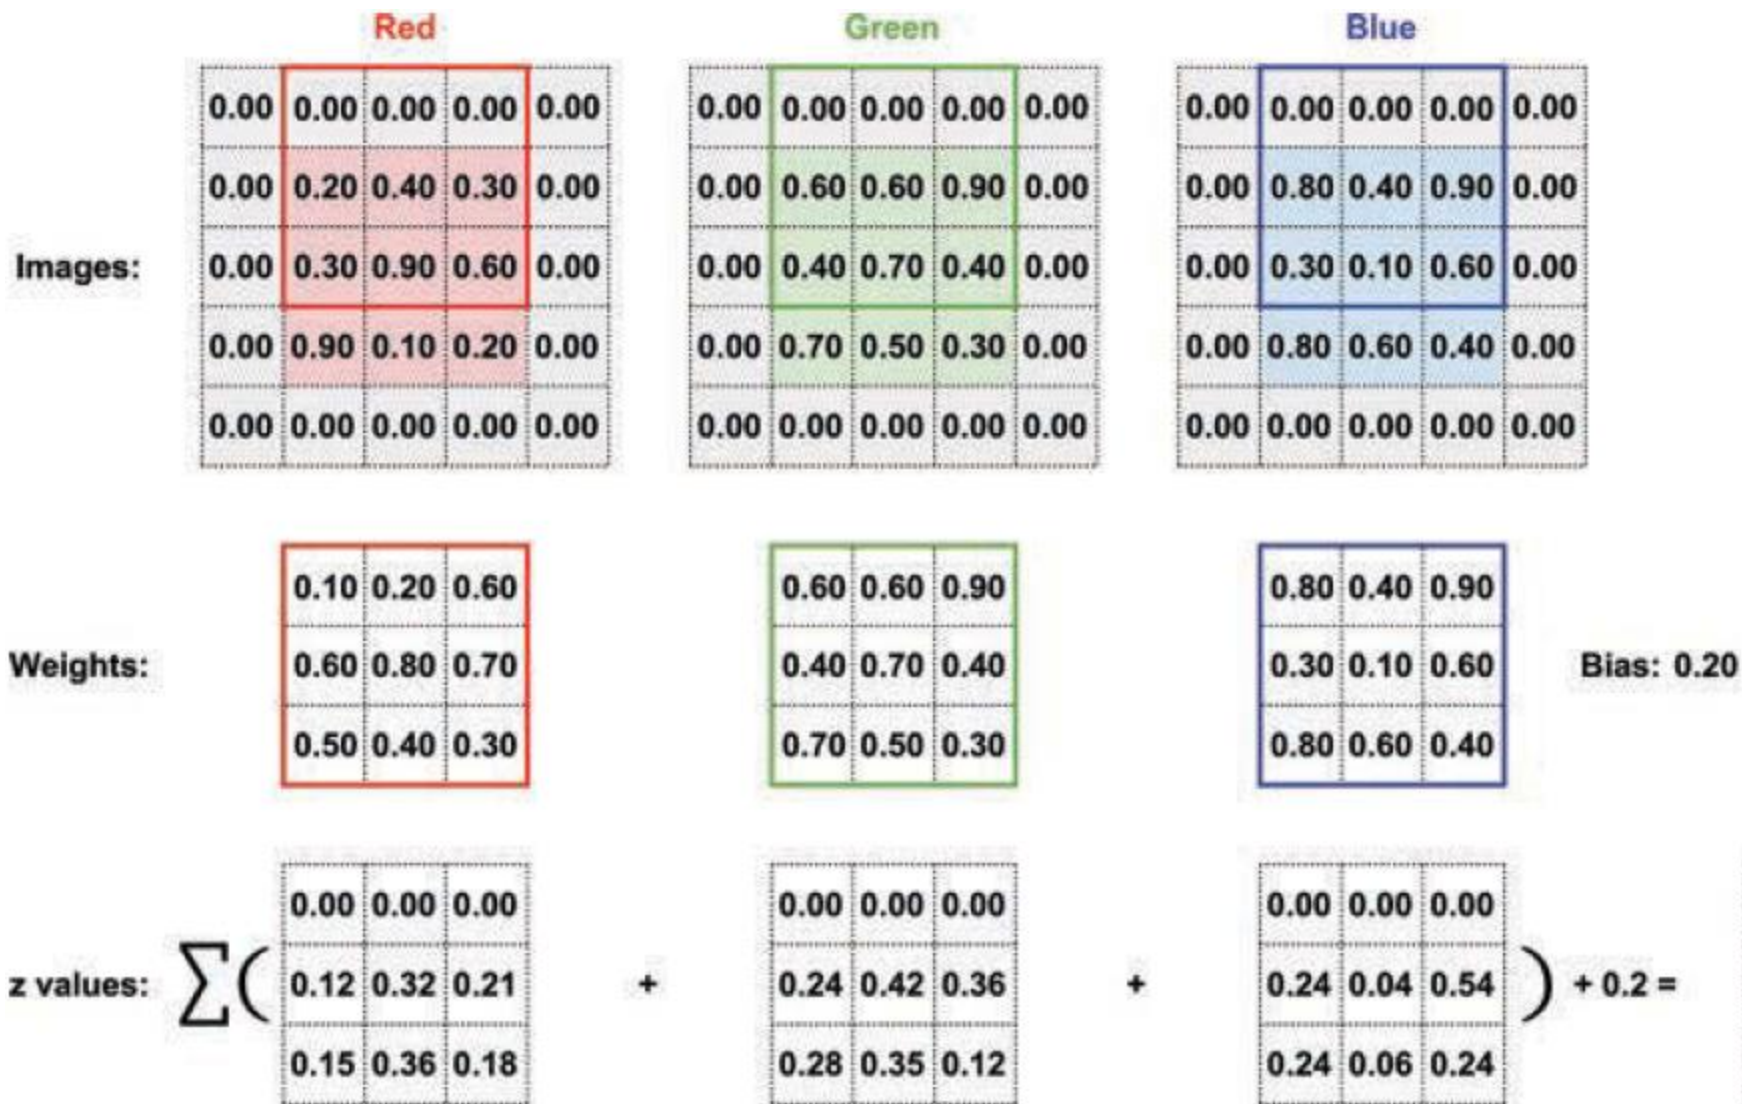 Red Green Blue
0.00 0.00 0.00 0.00 0.00 0.00 0.00 0.00 0.00 0.00 0.00 0.00 0.00 0.00 0.00
0.00 0.20 0.40 0.30 0.00 0.00 0.60 0.60 0.90 0.00 0.00 0.80 0.40 0.90 0.00
Images: 0.00 0.30 0.90 0.60 0.00 0.00 0.40 0.70 0.40 0.00 0.00 0.30 0.10 0.60 0.00
0.00 0.90 0.10 0.20 0.00 0.00 0.70 0.50 0.30 0.00 0.00 0.80 0.60 0.40 0.00
0.00 0.00 0.00 0.00 0.00 0.00 0.00 0.00 0.00 0.00 0.00 0.00 0.00 0.00 0.00
0.10 0.20 0.60 0.60 0.60 0.90 0.80 0.40 0.90
Weights: 0.60 0.80 0.70 0.40 0.70 0.40 0.30 0.10 0.60 Bias: 0.20
0.50 0.40 0.30 0.70 0.50 0.30 0.80 0.60 0.40
0.00 0.00 0.00 0.00 0.00 0.00 0.00 0.00 0.00
z values: ∑( 0.12 0.32 0.21 + 0.24 0.42 0.36 + 0.24 0.04 0.54 ) + 0.2 =
0.15 0.36 0.18 0.28 0.35 0.12 0.24 0.06 0.24